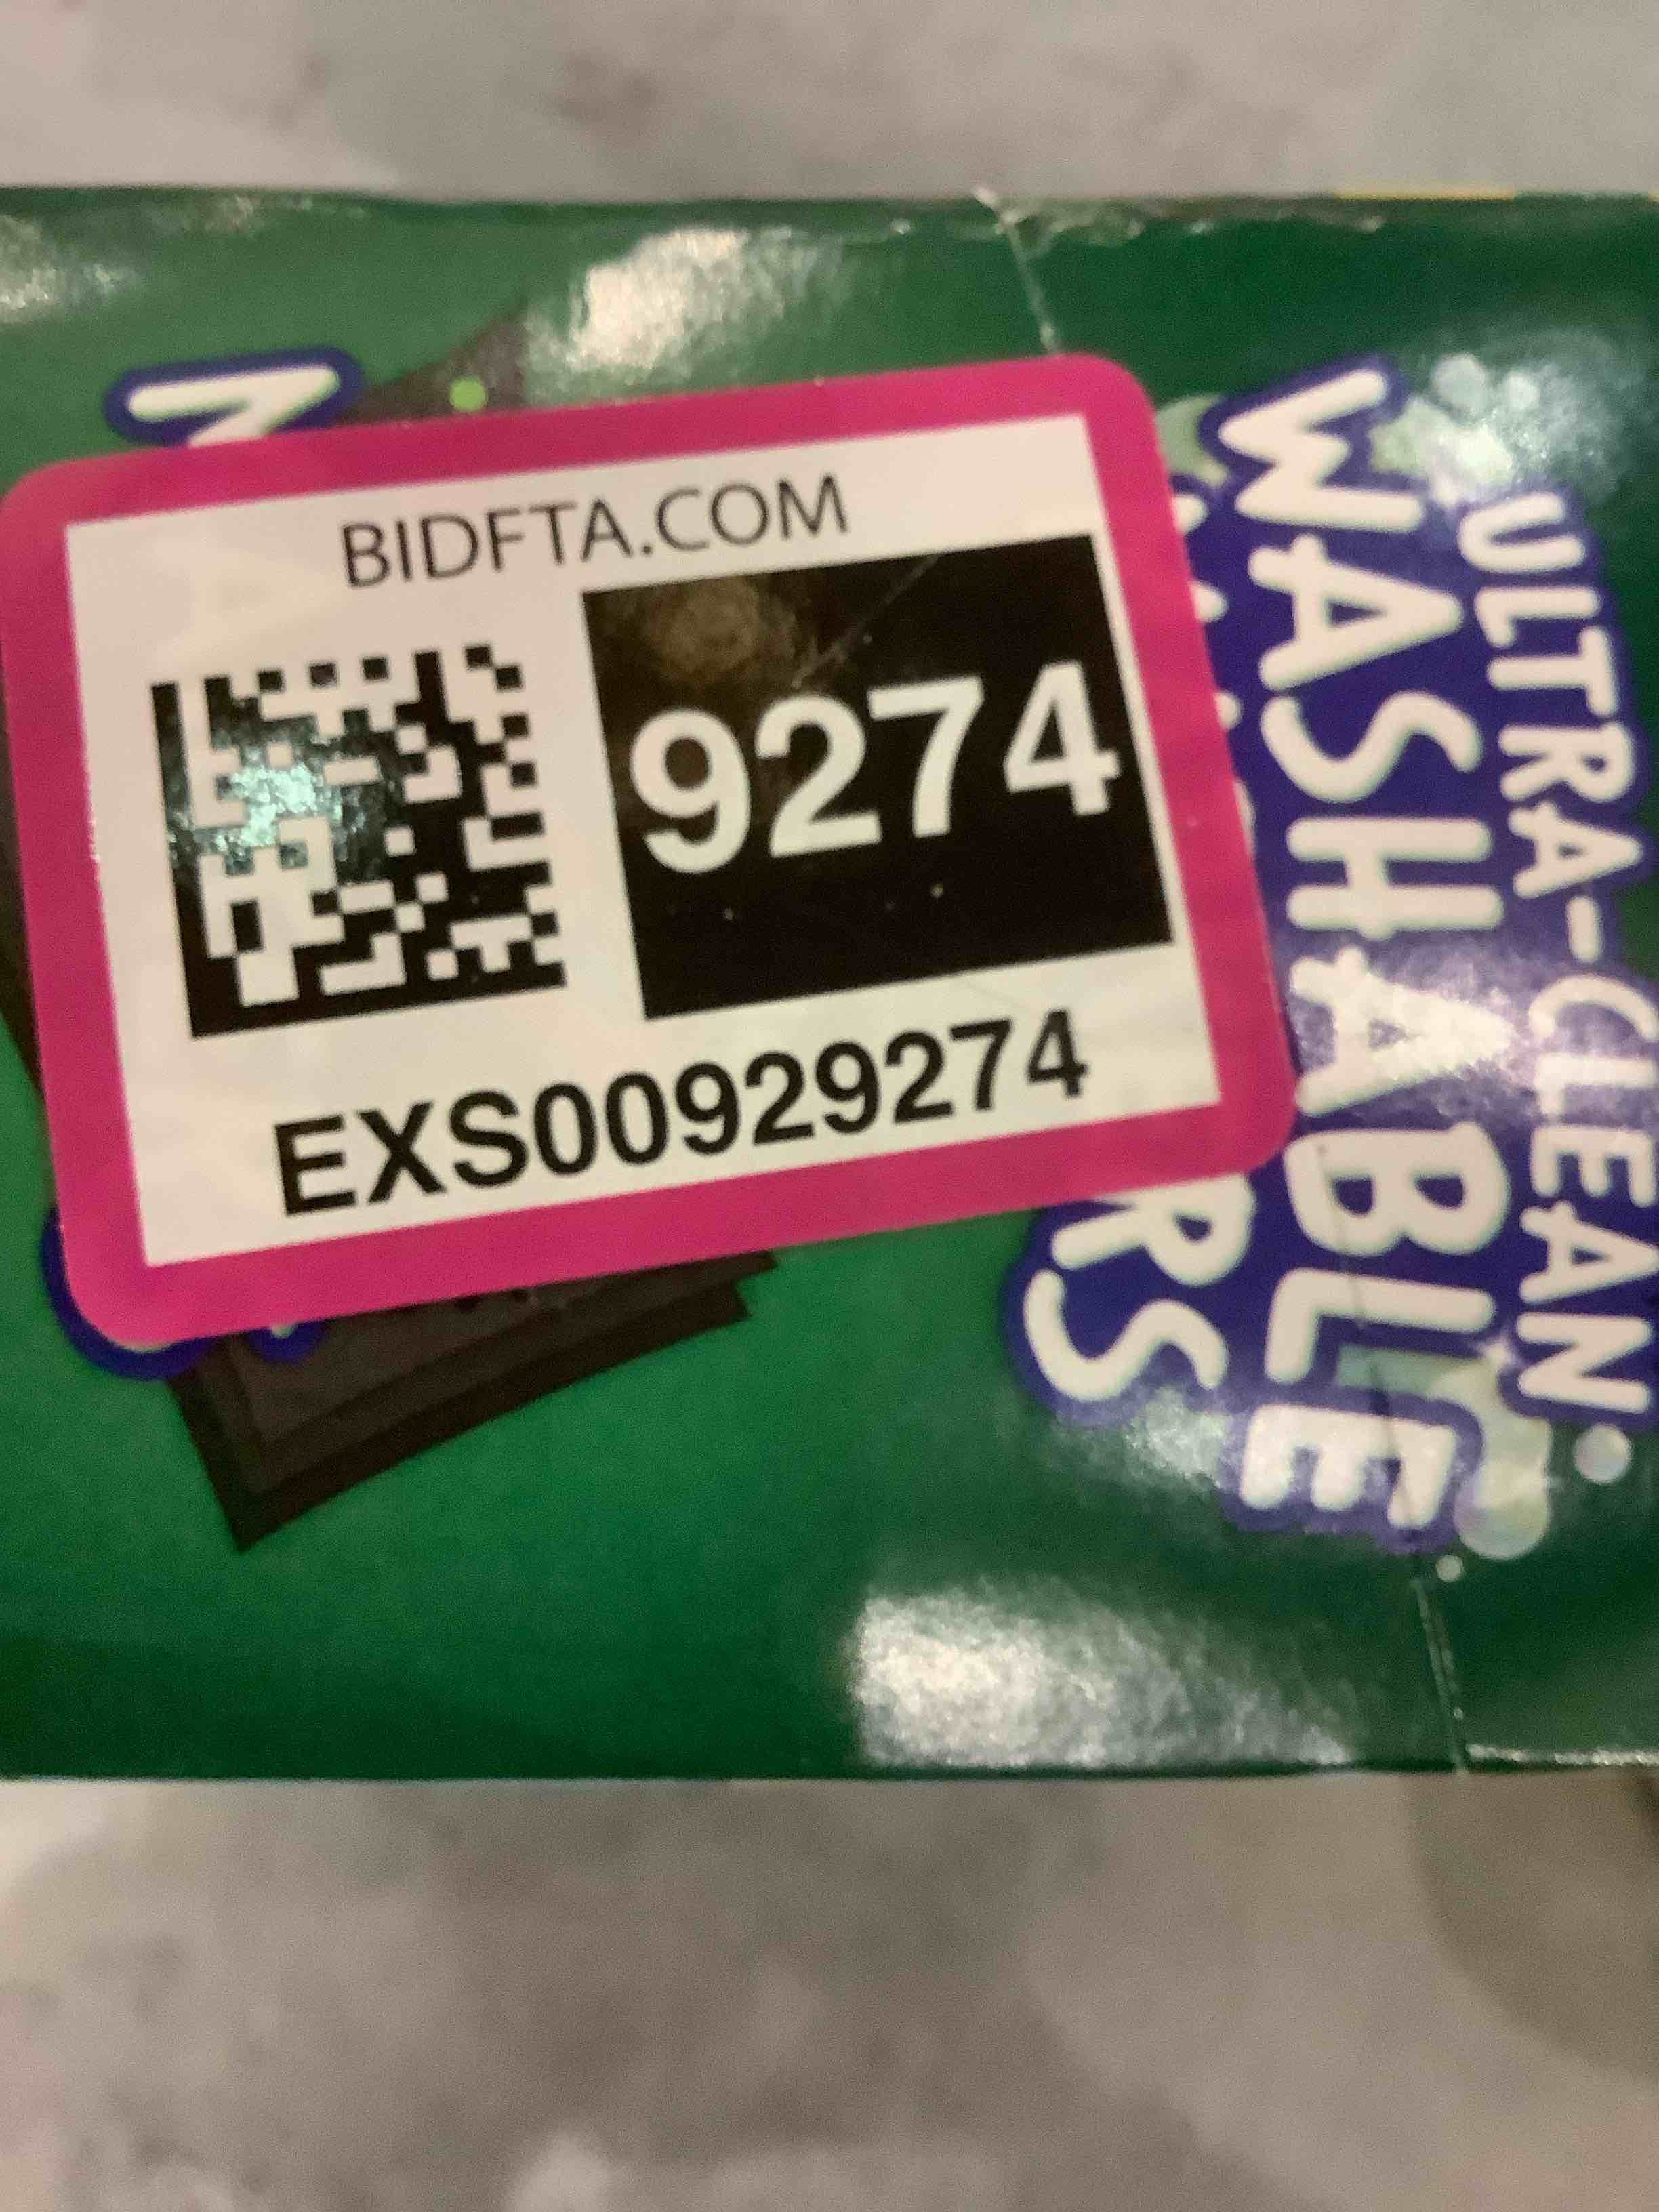 BIDFTA.COM
9274
EXS00929274
ULTRA-CLEAN
WASHABLE